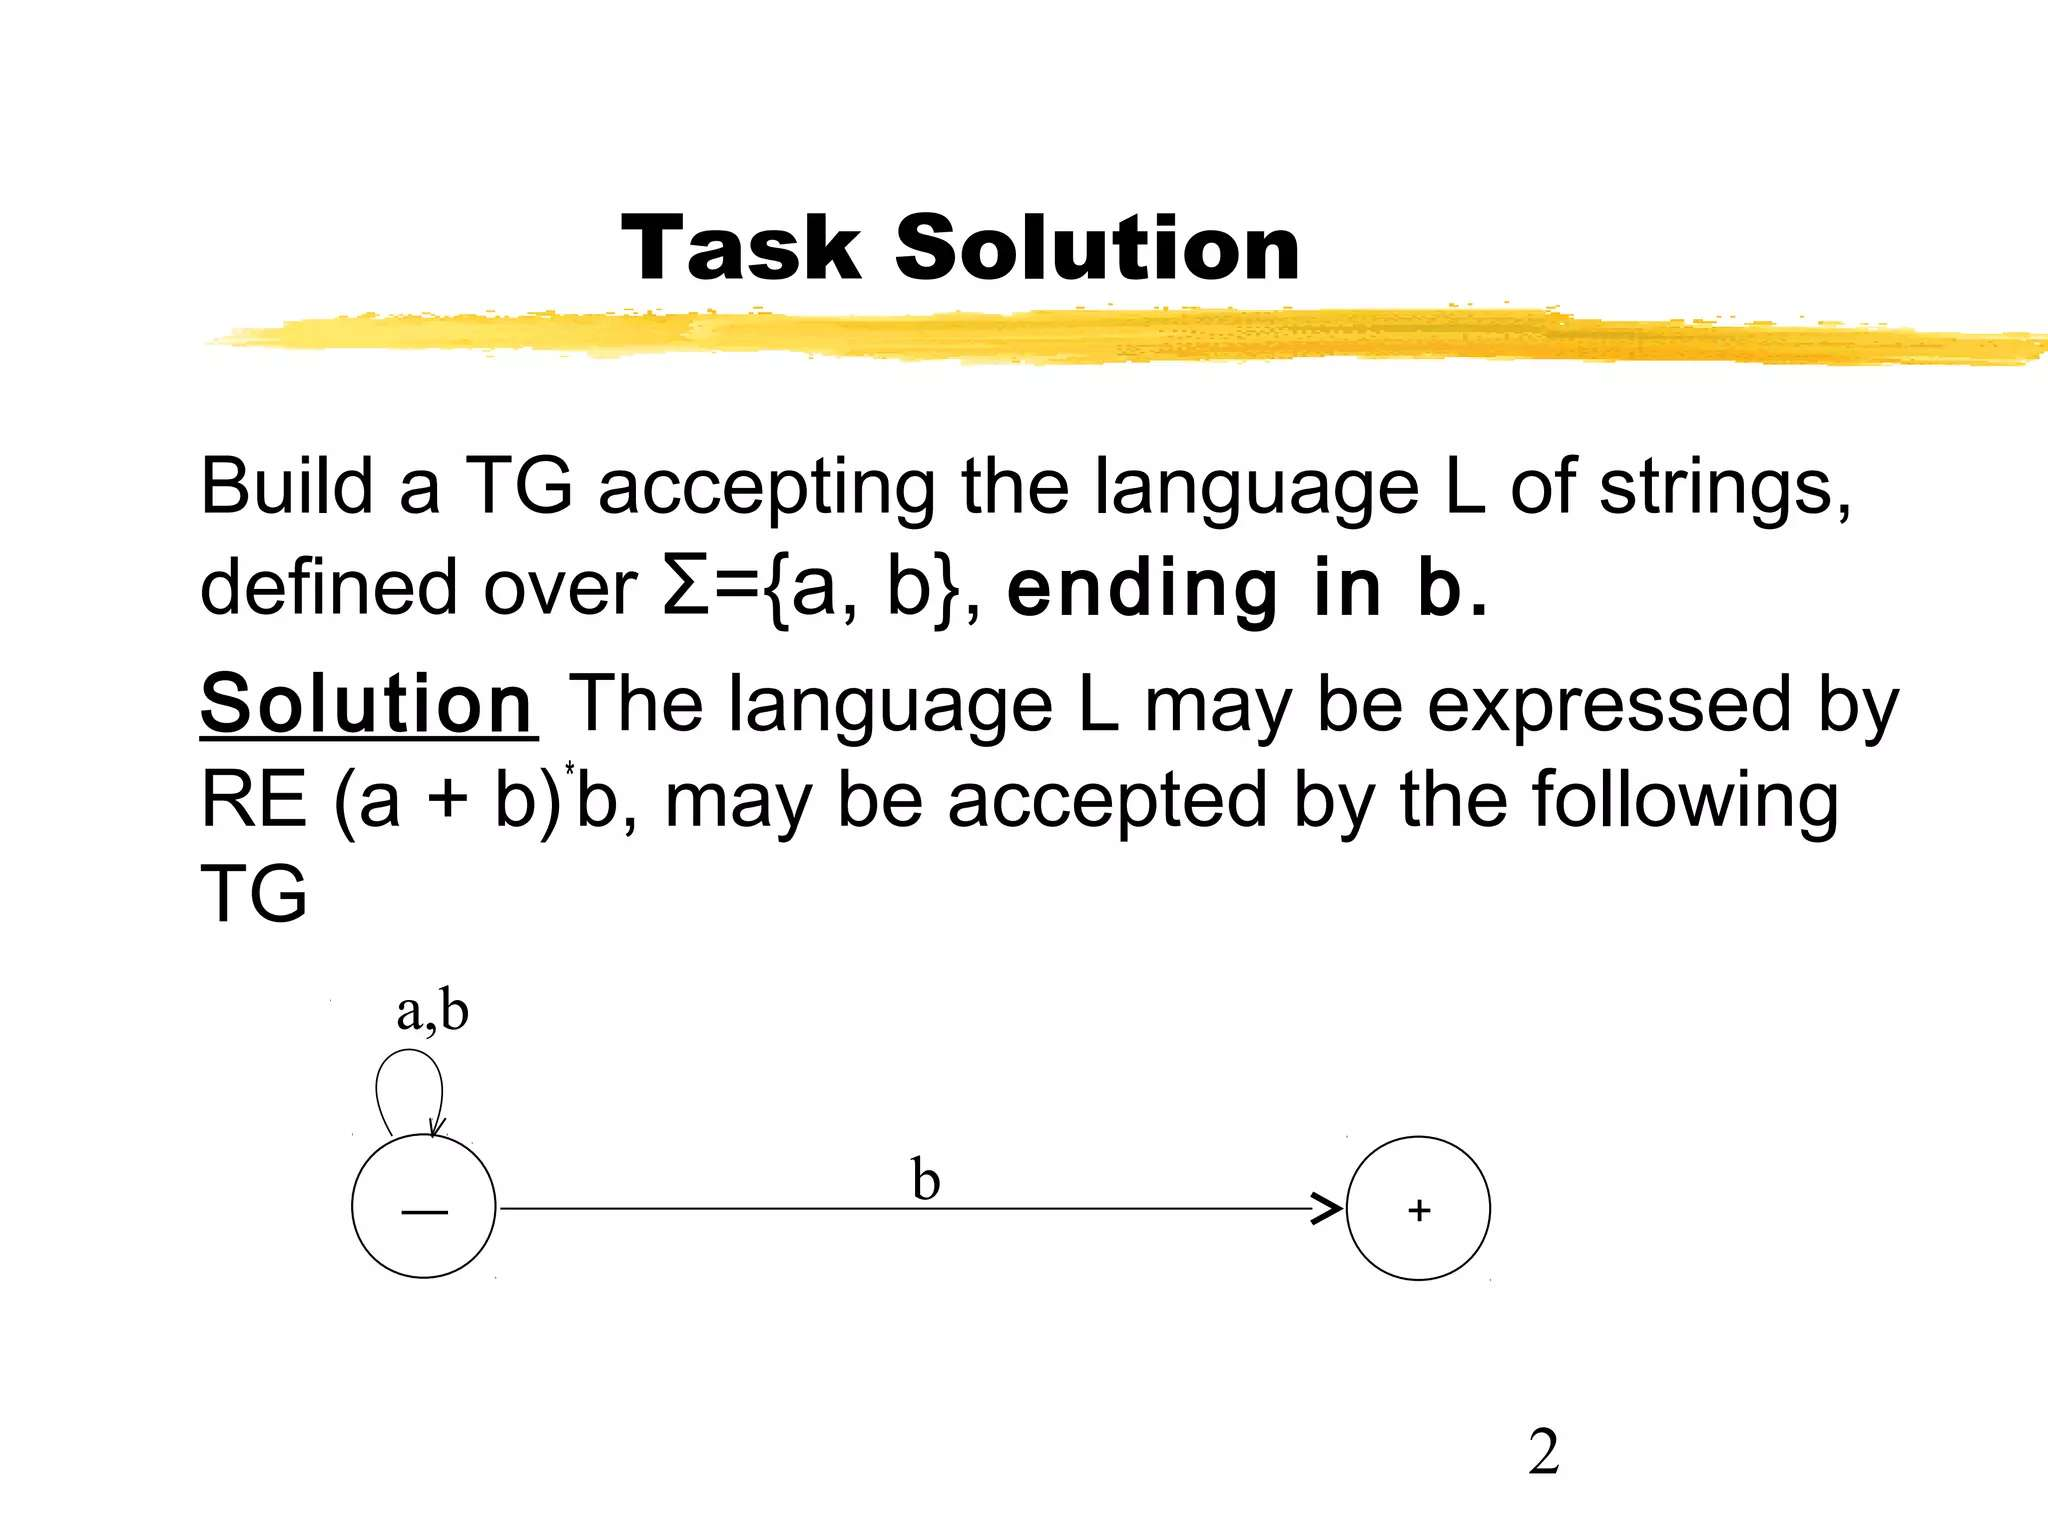 Task Solution
Build a TG accepting the language L of strings,
defined over Σ={a, b}, ending in b.
Solution The language L may be expressed by
RE (a + b)*b, may be accepted by the following
TG
a,b
b
—
+
2